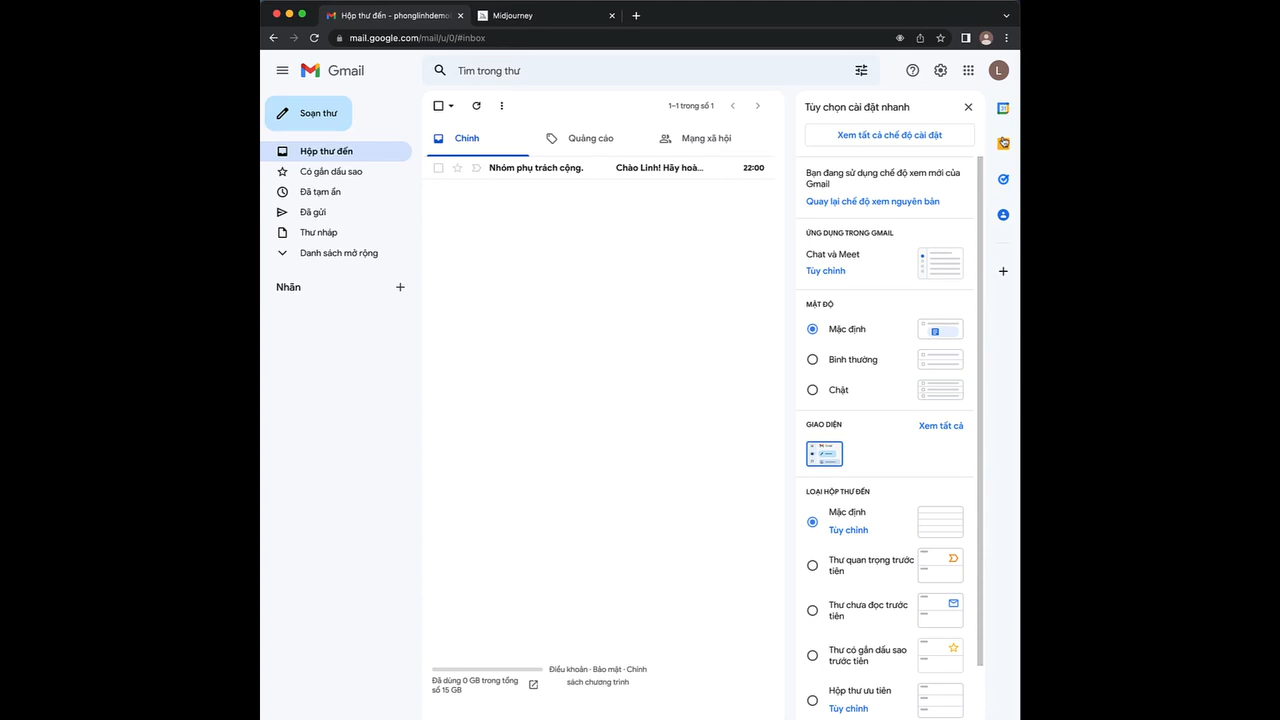 Hộp thư đến - phonglinhdemo
Midjourney
mail.google.com/mail/u/0/#inbox
Gmail
Tìm trong thư
L
Soạn thư
Hộp thư đến
Có gắn dấu sao
Đã tạm ẩn
Đã gửi
Thư nháp
Danh sách mở rộng
Nhãn
1–1 trong số 1
Chính
Quảng cáo
Mạng xã hội
Nhóm phụ trách cộng. Chào Linh! Hãy hoà... 22:00
Đã dùng 0 GB trong tổng
số 15 GB
Điều khoản · Bảo mật · Chính
sách chương trình
Tùy chọn cài đặt nhanh
Xem tất cả chế độ cài đặt
Bạn đang sử dụng chế độ xem mới của
Gmail
Quay lại chế độ xem nguyên bản
ỨNG DỤNG TRONG GMAIL
Chat và Meet
Tùy chỉnh
MẬT ĐỘ
Mặc định
Bình thường
Chật
GIAO DIỆN
Xem tất cả
LOẠI HỘP THƯ ĐẾN
Mặc định
Tùy chỉnh
Thư quan trọng trước
tiên
Thư chưa đọc trước
tiên
Thư có gắn dấu sao
trước tiên
Hộp thư ưu tiên
Tùy chỉnh